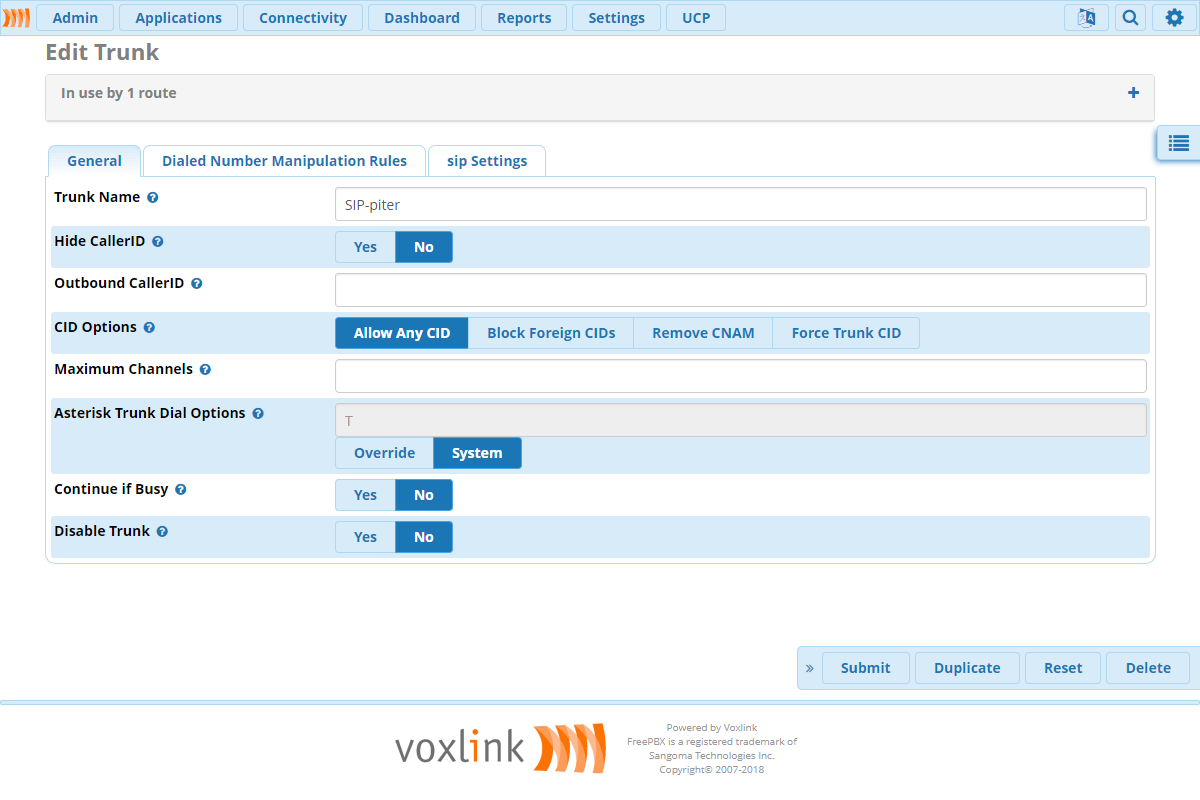 Admin Applications Connectivity Dashboard Reports Settings UCP
Edit Trunk
In use by 1 route
General Dialed Number Manipulation Rules sip Settings
Trunk Name
SIP-piter
Hide CallerID
Yes No
Outbound CallerID
CID Options
Allow Any CID Block Foreign CIDs Remove CNAM Force Trunk CID
Maximum Channels
Asterisk Trunk Dial Options
T
Override System
Continue if Busy
Yes No
Disable Trunk
Yes No
» Submit Duplicate Reset Delete
voxlink
Powered by Voxlink
FreePBX is a registered trademark of
Sangoma Technologies Inc.
Copyright© 2007-2018